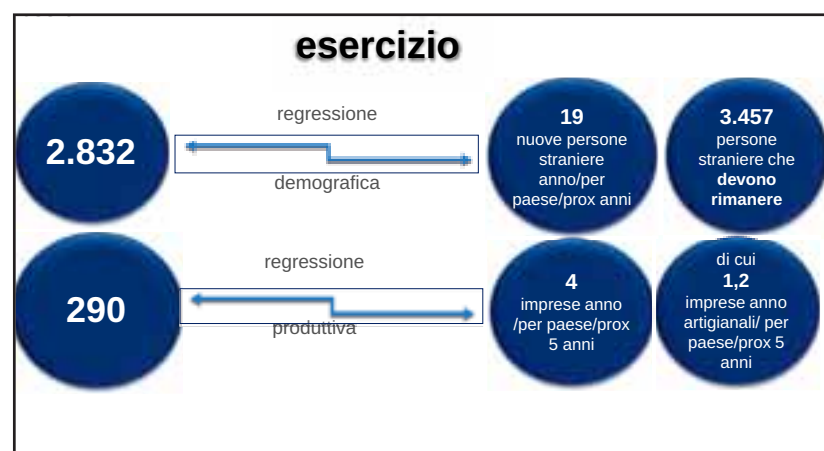 esercizio
2.832
regressione
demografica
19
nuove persone
straniere
anno/per
paese/prox anni
3.457
persone
straniere che
devono
rimanere
290
regressione
produttiva
4
imprese anno
/per paese/prox
5 anni
di cui
1,2
imprese anno
artigianali/ per
paese/prox 5
anni